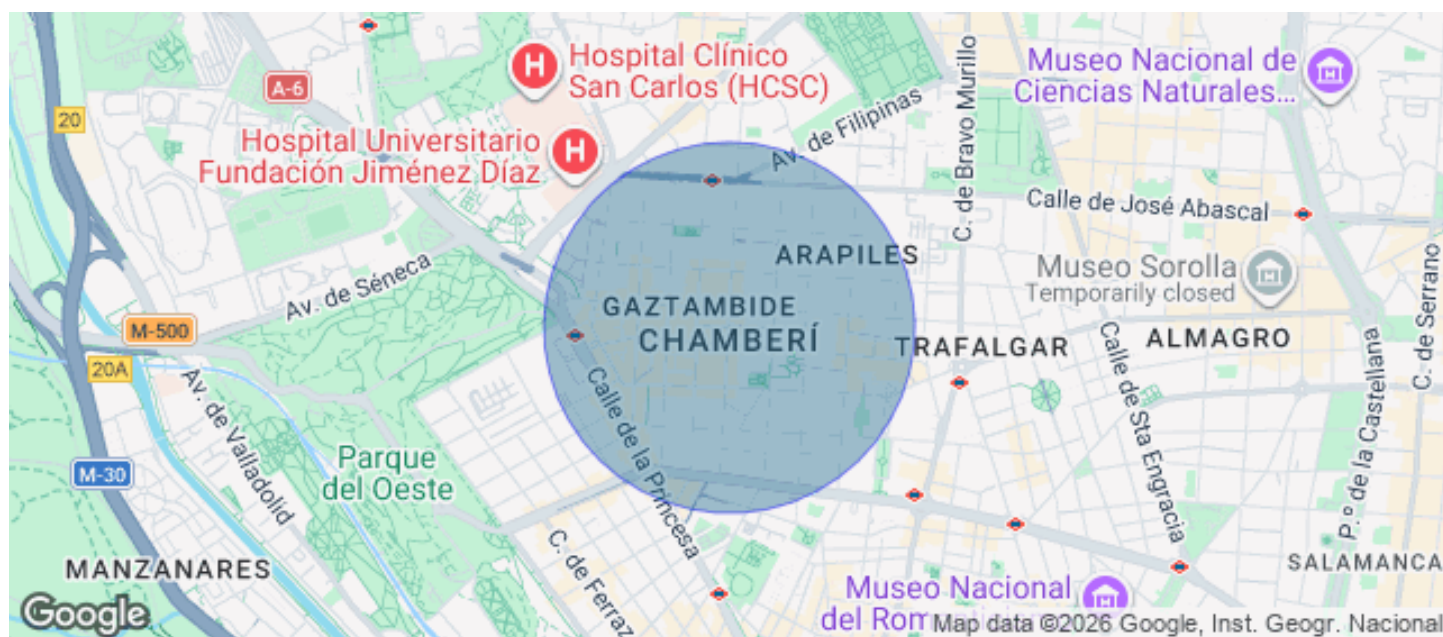 Hospital Clínico
San Carlos (HCSC)
C. de Bravo Murillo
Museo Nacional de
Ciencias Naturales...
A-6
20
Av. de Filipinas
Hospital Universitario
Fundación Jiménez Díaz
Calle de José Abascal
ARAPILES
Av. de Séneca
Museo Sorolla
Temporarily closed
C. de Serrano
GAZTAMBIDE
CHAMBERÍ
M-500
TRAFALGAR
ALMAGRO
20A
Calle de la Princesa
Calle de Sta Engracia
P.º de la Castellana
Av. de Valladolid
Parque
del Oeste
M-30
C. de Ferraz
MANZANARES
SALAMANCA
Museo Nacional
del Rom
Google
Map data ©2026 Google, Inst. Geogr. Nacional